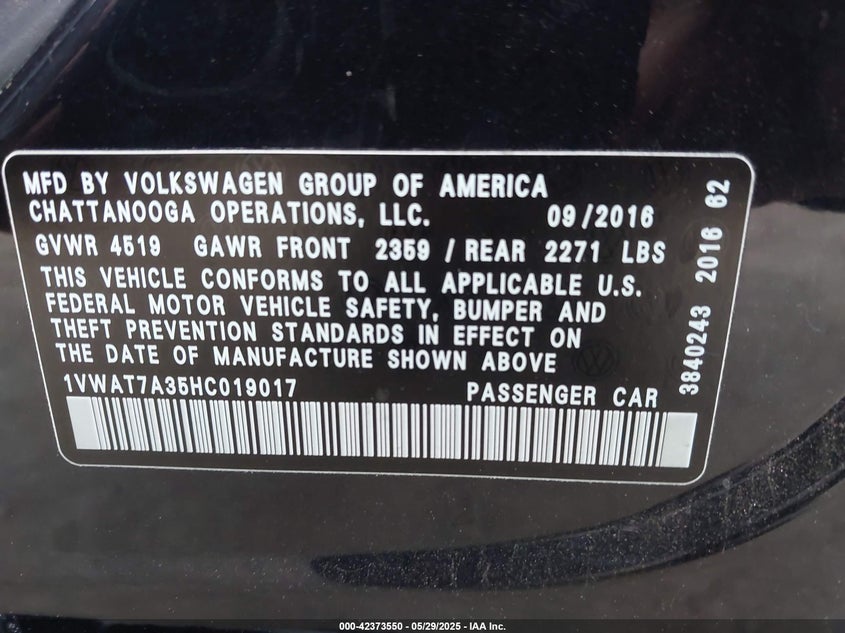 MFD BY VOLKSWAGEN GROUP OF AMERICA
CHATTANOOGA OPERATIONS, LLC. 09/2016
GVWR 4519 GAWR FRONT 2359 / REAR 2271 LBS
THIS VEHICLE CONFORMS TO ALL APPLICABLE U.S.
FEDERAL MOTOR VEHICLE SAFETY, BUMPER AND
THEFT PREVENTION STANDARDS IN EFFECT ON
THE DATE OF MANUFACTURE SHOWN ABOVE
1VWAT7A35HC019017 PASSENGER CAR
3840243 2016 62
000-42373550 - 05/29/2025 - IAA Inc.